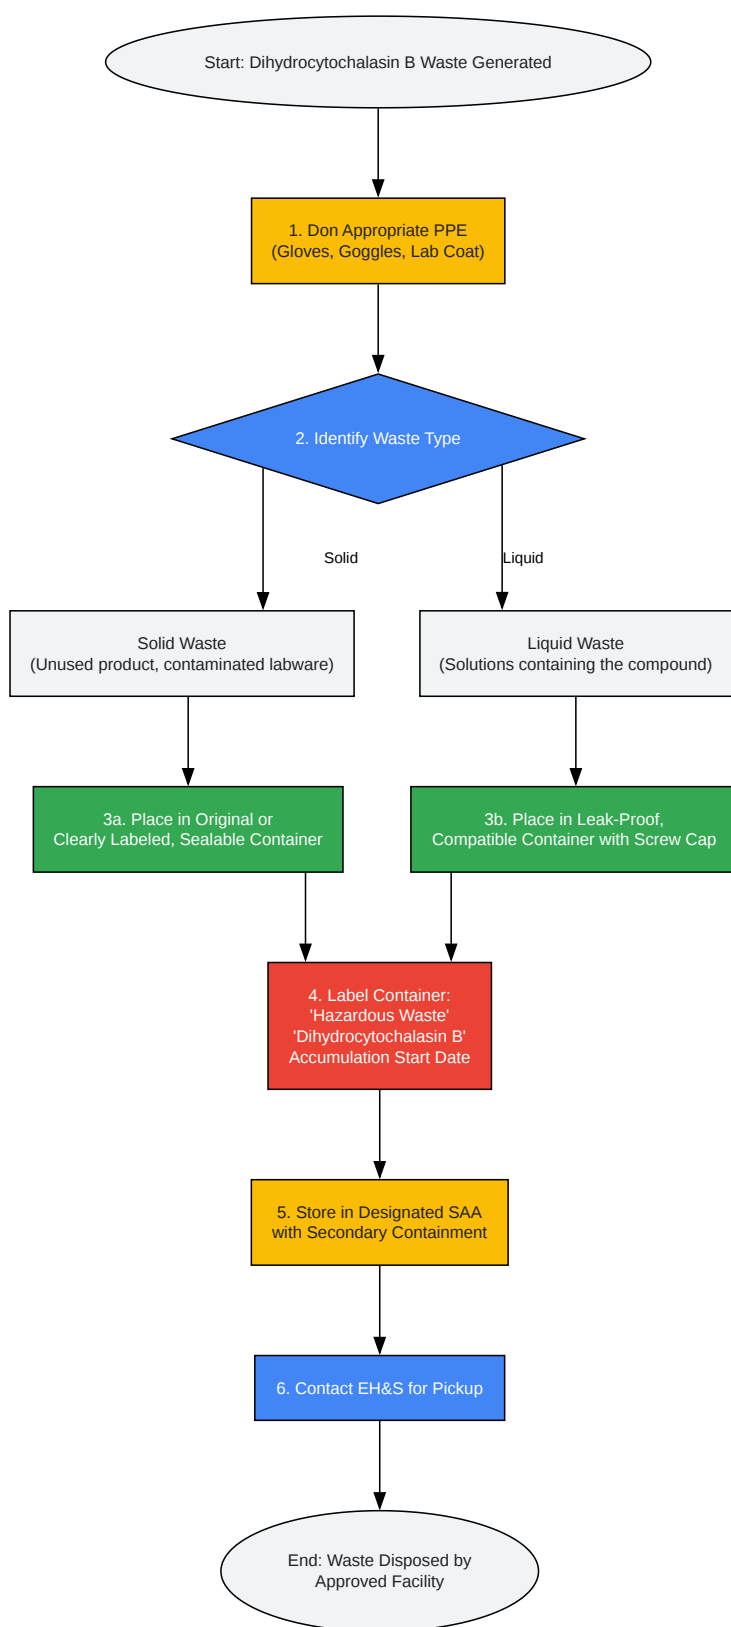 Start: Dihydrocytochalasin B Waste Generated
1. Don Appropriate PPE
(Gloves, Goggles, Lab Coat)
2. Identify Waste Type
Solid
Liquid
Solid Waste
(Unused product, contaminated labware)
Liquid Waste
(Solutions containing the compound)
3a. Place in Original or
Clearly Labeled, Sealable Container
3b. Place in Leak-Proof,
Compatible Container with Screw Cap
4. Label Container:
'Hazardous Waste'
'Dihydrocytochalasin B'
Accumulation Start Date
5. Store in Designated SAA
with Secondary Containment
6. Contact EH&S for Pickup
End: Waste Disposed by
Approved Facility